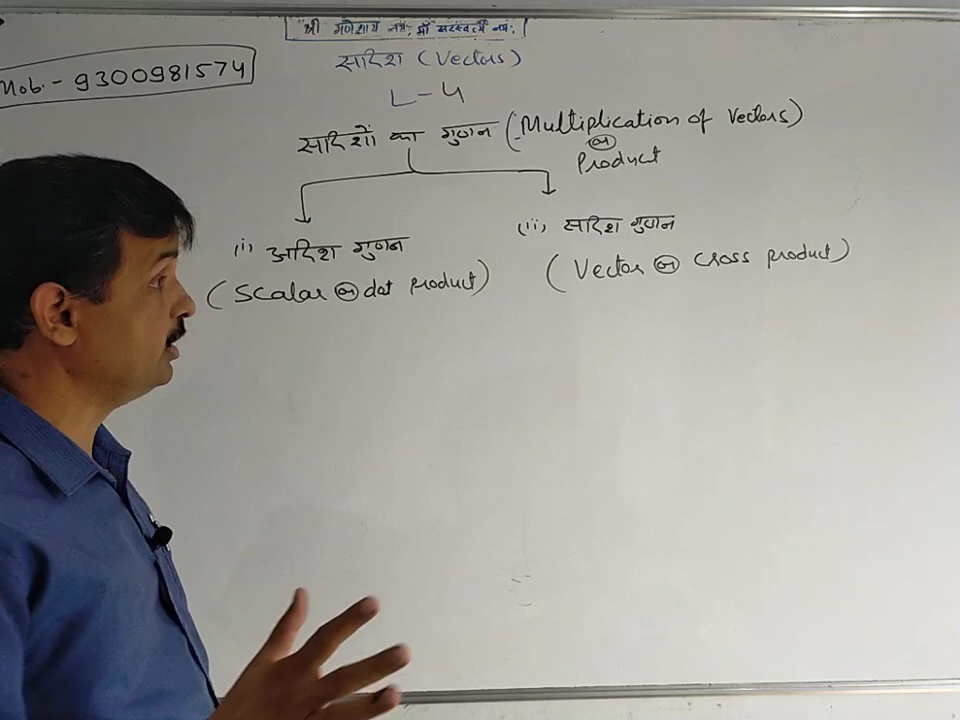 "श्री गणेशाय नमः, माँ सरस्वत्यै नमः"
Mob. - 9300981574
सदिश (Vectors)
L-4
सदिशों का गुणन (Multiplication of Vectors)
or
Product
(i) अदिश गुणन
(Scalar or dot product)
(ii) सदिश गुणन
(Vector or cross product)